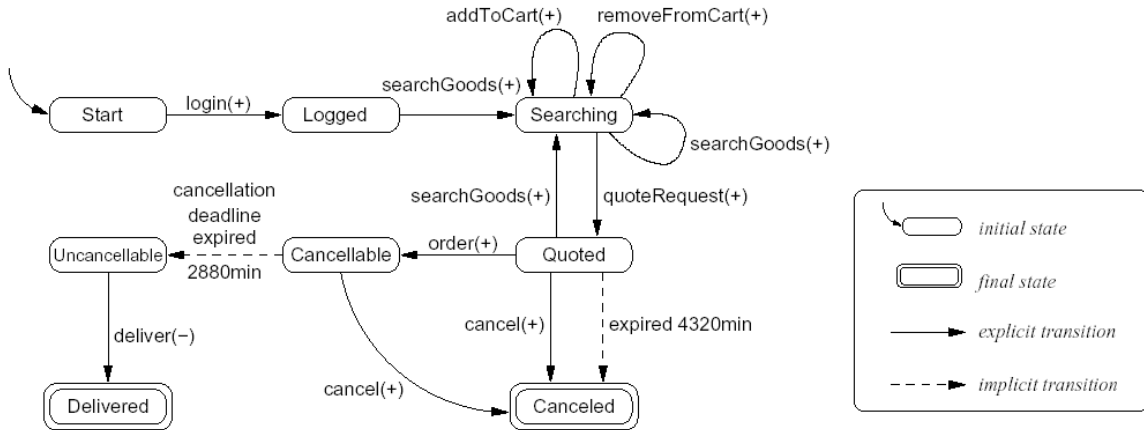 addToCart(+)
removeFromCart(+)
searchGoods(+)
login(+)
Start
Logged
Searching
searchGoods(+)
cancellation
deadline
expired
2880min
searchGoods(+)
quoteRequest(+)
order(+)
Uncancellable
Cancellable
Quoted
deliver(−)
cancel(+)
expired 4320min
cancel(+)
Delivered
Canceled
initial state
final state
explicit transition
implicit transition